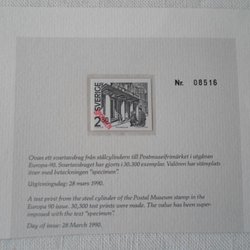 Nr. 08516
SVERIGE
2.50
Ovan ett svartavdrag från stålcylindern till Postmuseifrimärket i utgåvan
Europa-90. Svartavdraget har gjorts i 30.500 exemplar. Valören har stämplats
över med beteckningen "specimen".
Utgivningsdag: 28 mars 1990.
A test print from the steel cylinder of the Postal Museum stamp in the
Europa 90 issue. 30,500 test prints were made. The value has been super-
imposed with the text "specimen".
Day of issue: 28 March 1990.